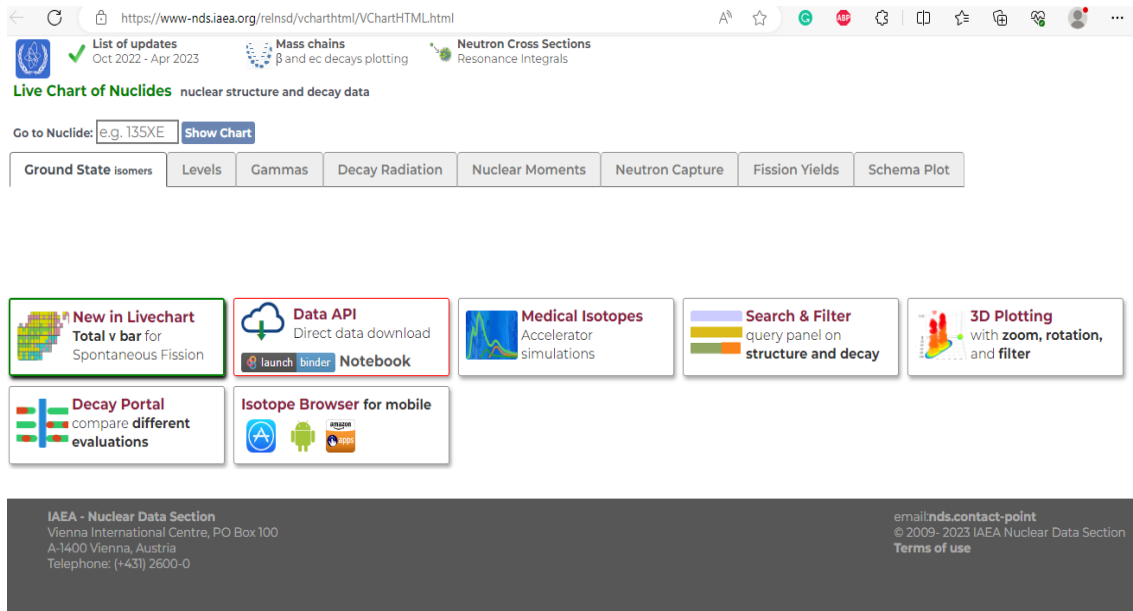 https://www-nds.iaea.org/relnsd/vcharthtml/VChartHTML.html
List of updates
Oct 2022 - Apr 2023
Mass chains
β and ec decays plotting
Neutron Cross Sections
Resonance Integrals
Live Chart of Nuclides nuclear structure and decay data
Go to Nuclide: e.g. 135XE Show Chart
Ground State isomers Levels Gammas Decay Radiation Nuclear Moments Neutron Capture Fission Yields Schema Plot
New in Livechart
Total ν bar for
Spontaneous Fission
Data API
Direct data download
launch binder Notebook
Medical Isotopes
Accelerator
simulations
Search & Filter
query panel on
structure and decay
3D Plotting
with zoom, rotation,
and filter
Decay Portal
compare different
evaluations
Isotope Browser for mobile
amazon
apps
IAEA - Nuclear Data Section
Vienna International Centre, PO Box 100
A-1400 Vienna, Austria
Telephone: (+431) 2600-0
email:nds.contact-point
© 2009- 2023 IAEA Nuclear Data Section
Terms of use